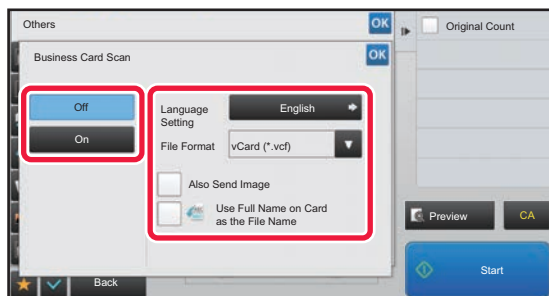 Others
OK
Original Count
Business Card Scan
OK
Off
On
Language
Setting
English
File Format
vCard (*.vcf)
Also Send Image
Use Full Name on Card
as the File Name
Preview
CA
Start
Back